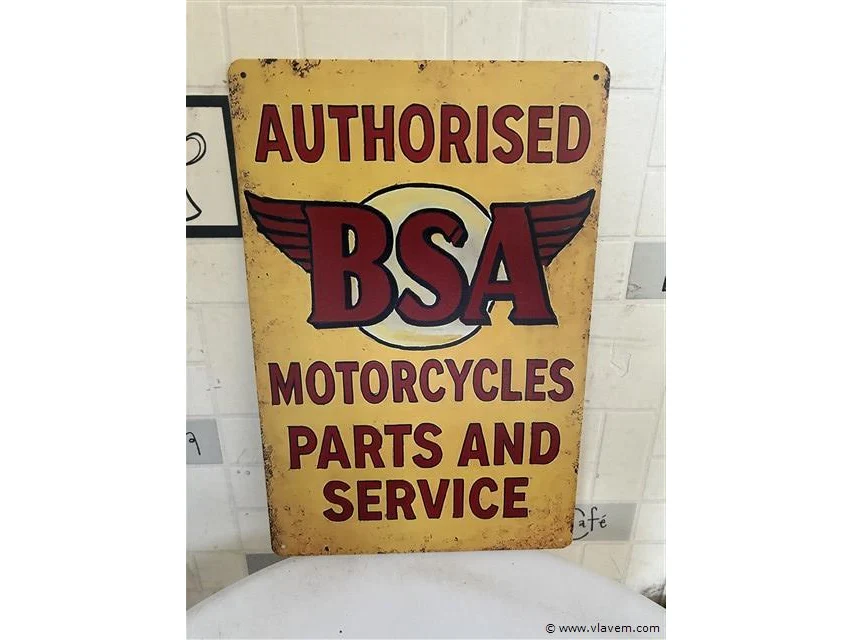 AUTHORISED
BSA
MOTORCYCLES
PARTS AND
SERVICE
Café
© www.vlavem.com